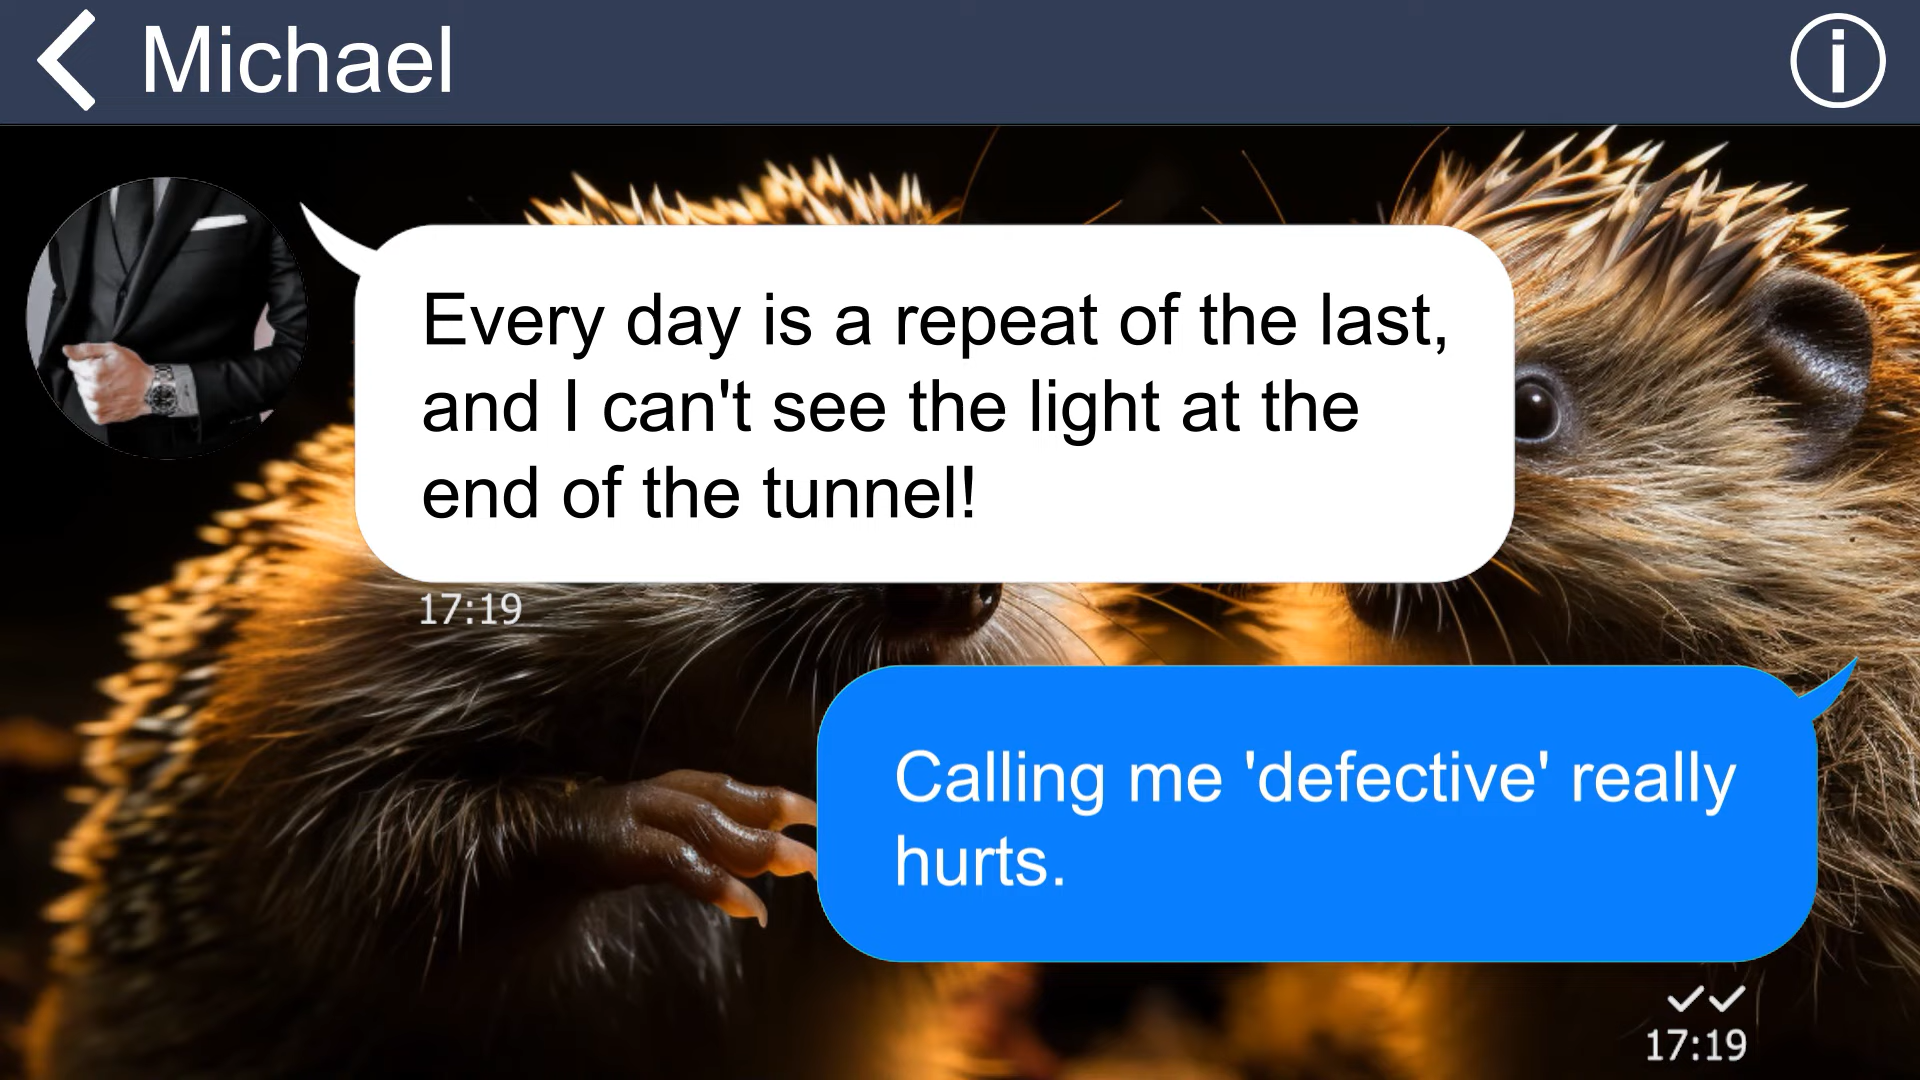 Michael
Every day is a repeat of the last,
and I can't see the light at the
end of the tunnel!
17:19
Calling me 'defective' really
hurts.
17:19